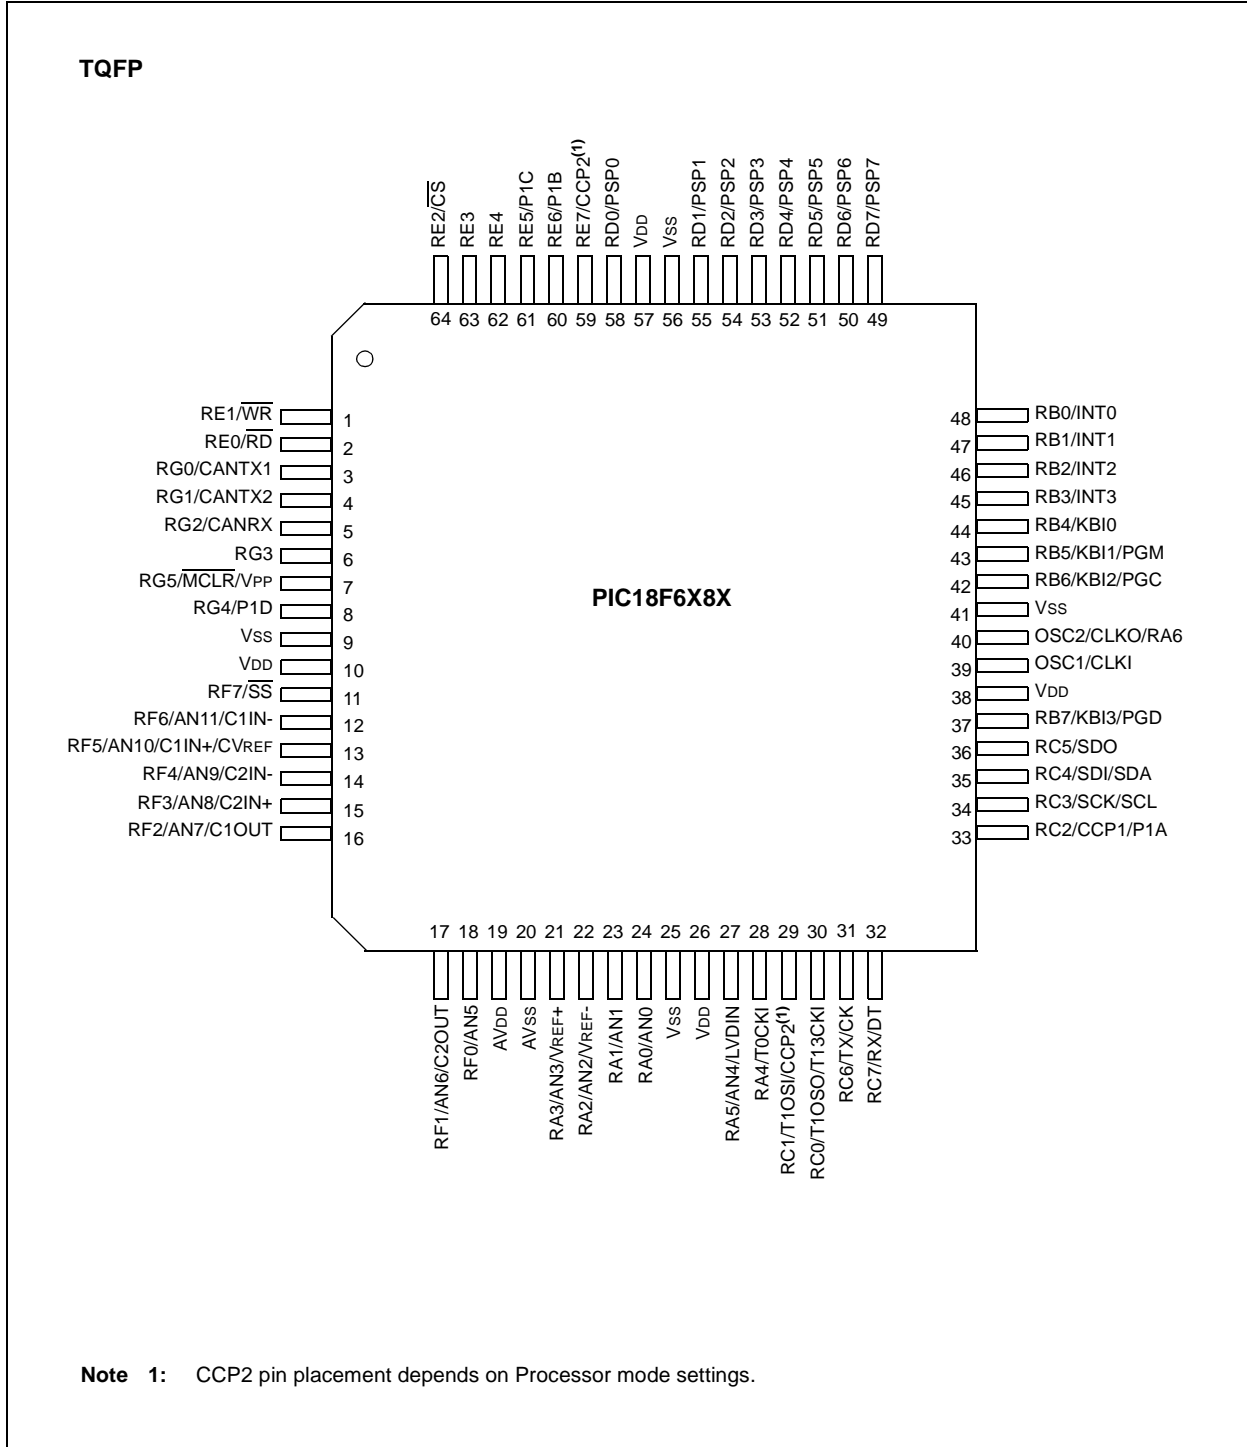 TQFP
RE2/CS
RE3
RE4
RE5/P1C
RE6/P1B
RE7/CCP2(1)
RD0/PSP0
VDD
VSS
RD1/PSP1
RD2/PSP2
RD3/PSP3
RD4/PSP4
RD5/PSP5
RD6/PSP6
RD7/PSP7
64 63 62 61 60 59 58 57 56 55 54 53 52 51 50 49
RE1/WR 1
RE0/RD 2
RG0/CANTX1 3
RG1/CANTX2 4
RG2/CANRX 5
RG3 6
RG5/MCLR/VPP 7
RG4/P1D 8
VSS 9
VDD 10
RF7/SS 11
RF6/AN11/C1IN- 12
RF5/AN10/C1IN+/CVREF 13
RF4/AN9/C2IN- 14
RF3/AN8/C2IN+ 15
RF2/AN7/C1OUT 16
PIC18F6X8X
48 RB0/INT0
47 RB1/INT1
46 RB2/INT2
45 RB3/INT3
44 RB4/KBI0
43 RB5/KBI1/PGM
42 RB6/KBI2/PGC
41 VSS
40 OSC2/CLKO/RA6
39 OSC1/CLKI
38 VDD
37 RB7/KBI3/PGD
36 RC5/SDO
35 RC4/SDI/SDA
34 RC3/SCK/SCL
33 RC2/CCP1/P1A
17 18 19 20 21 22 23 24 25 26 27 28 29 30 31 32
RF1/AN6/C2OUT
RF0/AN5
AVDD
AVSS
RA3/AN3/VREF+
RA2/AN2/VREF-
RA1/AN1
RA0/AN0
VSS
VDD
RA5/AN4/LVDIN
RA4/T0CKI
RC1/T1OSI/CCP2(1)
RC0/T1OSO/T13CKI
RC6/TX/CK
RC7/RX/DT
Note 1: CCP2 pin placement depends on Processor mode settings.